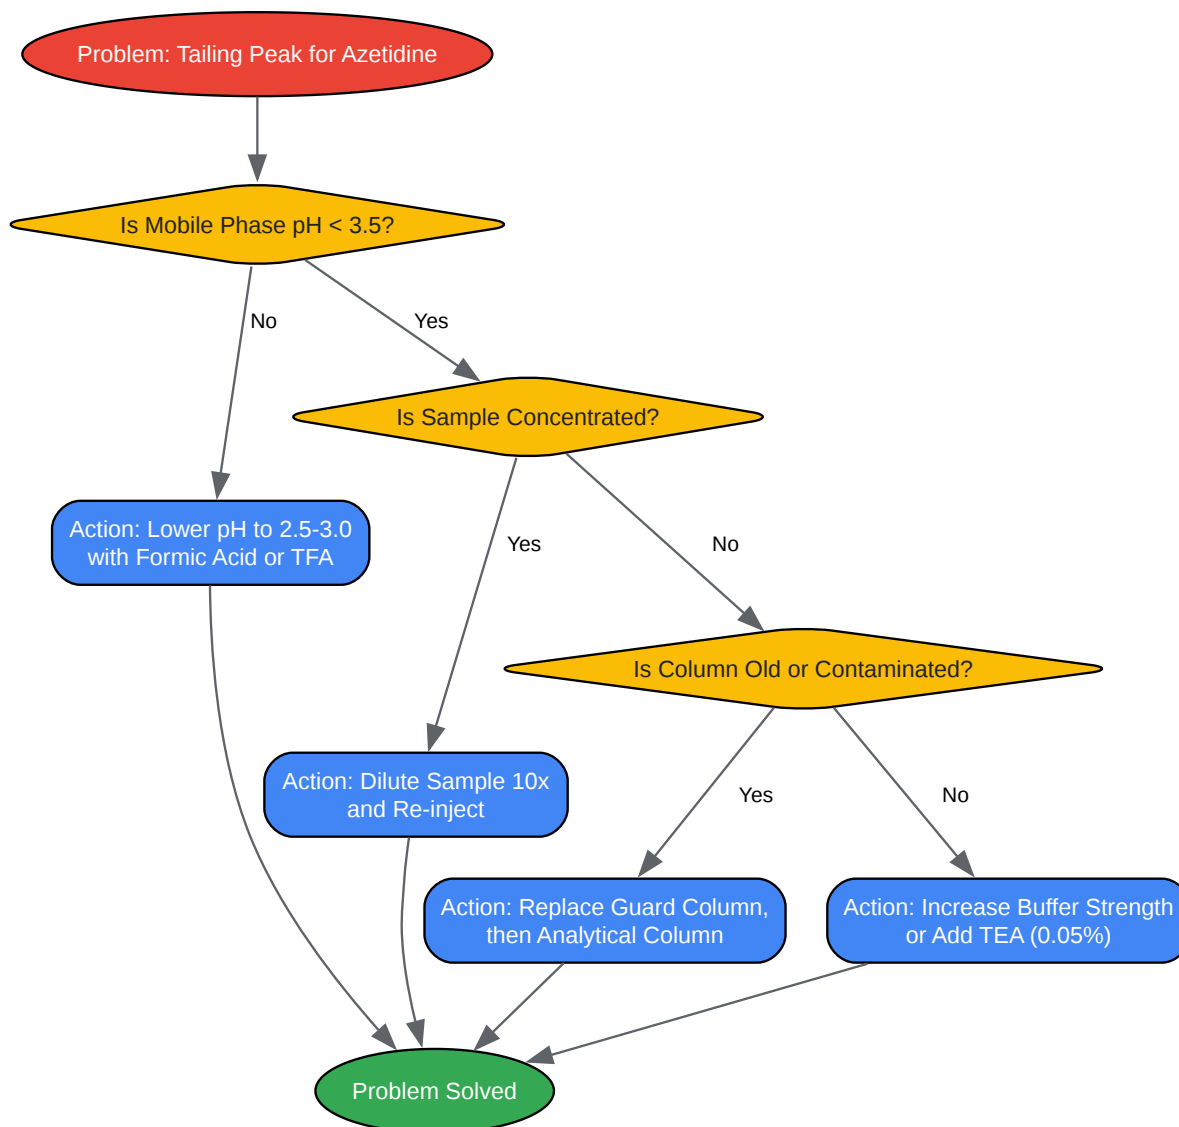 Problem: Tailing Peak for Azetidine
Is Mobile Phase pH < 3.5?
No
Yes
Is Sample Concentrated?
Action: Lower pH to 2.5-3.0
with Formic Acid or TFA
Yes
No
Is Column Old or Contaminated?
Action: Dilute Sample 10x
and Re-inject
Yes
No
Action: Replace Guard Column,
then Analytical Column
Action: Increase Buffer Strength
or Add TEA (0.05%)
Problem Solved